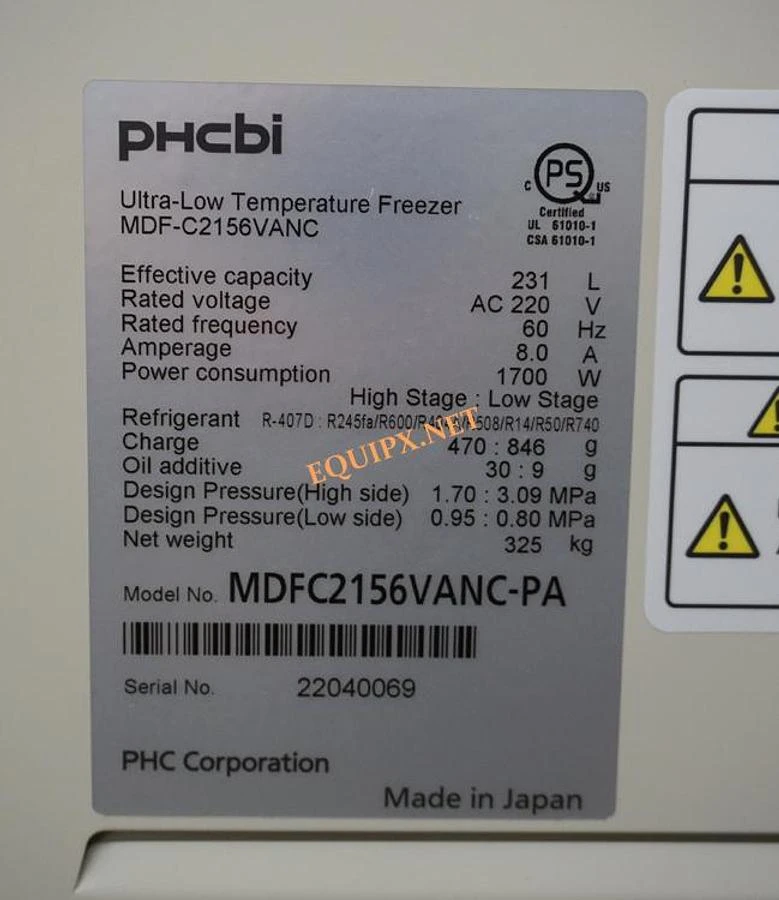 PHCbi
Ultra-Low Temperature Freezer
MDF-C2156VANC
C PS US
Certified
UL 61010-1
CSA 61010-1
Effective capacity 231 L
Rated voltage AC 220 V
Rated frequency 60 Hz
Amperage 8.0 A
Power consumption 1700 W
High Stage : Low Stage
Refrigerant R-407D : R245fa/R600/R404A/R508/R14/R50/R740
Charge 470 : 846 g
Oil additive 30 : 9 g
Design Pressure(High side) 1.70 : 3.09 MPa
Design Pressure(Low side) 0.95 : 0.80 MPa
Net weight 325 kg
EQUIPX.NET
Model No. MDFC2156VANC-PA
Serial No. 22040069
PHC Corporation
Made in Japan